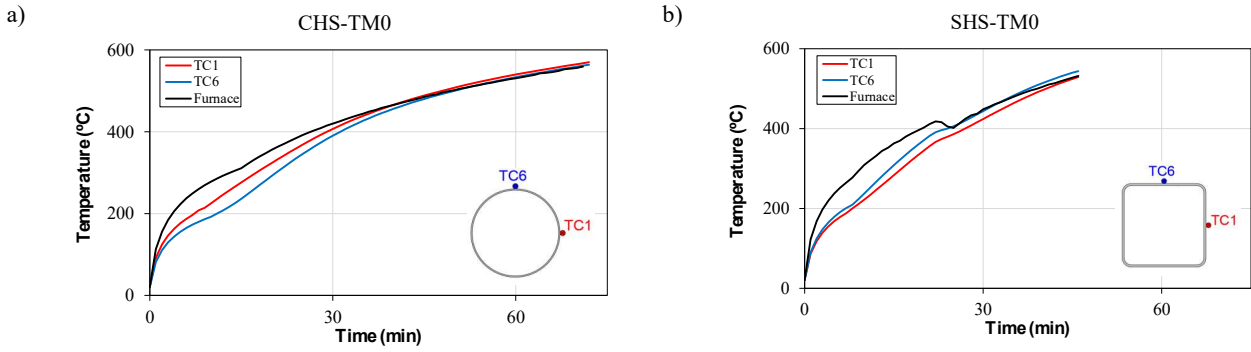 a)
CHS-TM0
Temperature (ºC)
600
400
200
0
TC1
TC6
Furnace
TC6
TC1
0
30
60
Time (min)
b)
SHS-TM0
Temperature (ºC)
600
400
200
0
TC1
TC6
Furnace
TC6
TC1
0
30
60
Time (min)